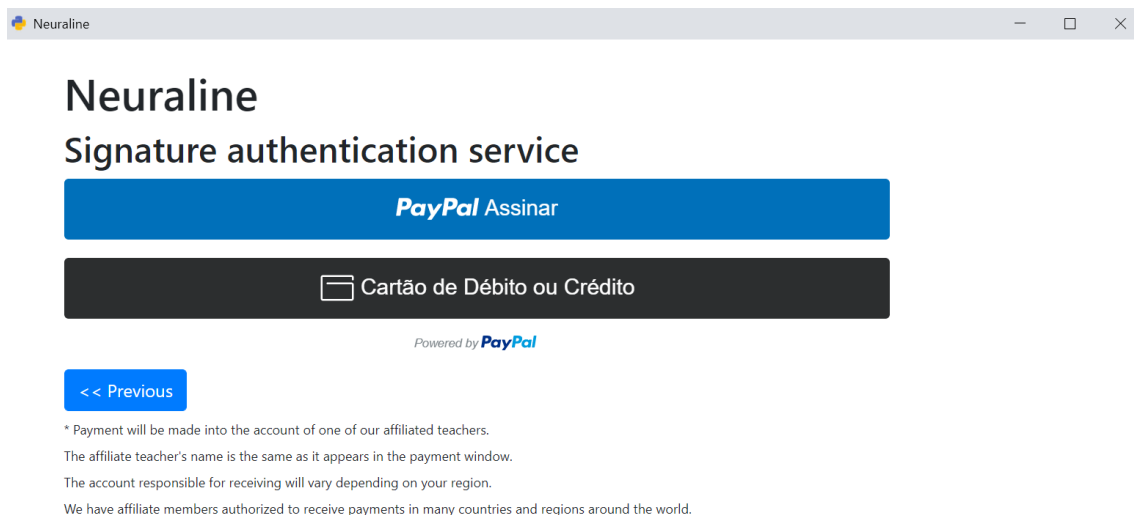 Neuraline
Neuraline
Signature authentication service
PayPal Assinar
Cartão de Débito ou Crédito
Powered by PayPal
<< Previous
* Payment will be made into the account of one of our affiliated teachers.
The affiliate teacher's name is the same as it appears in the payment window.
The account responsible for receiving will vary depending on your region.
We have affiliate members authorized to receive payments in many countries and regions around the world.